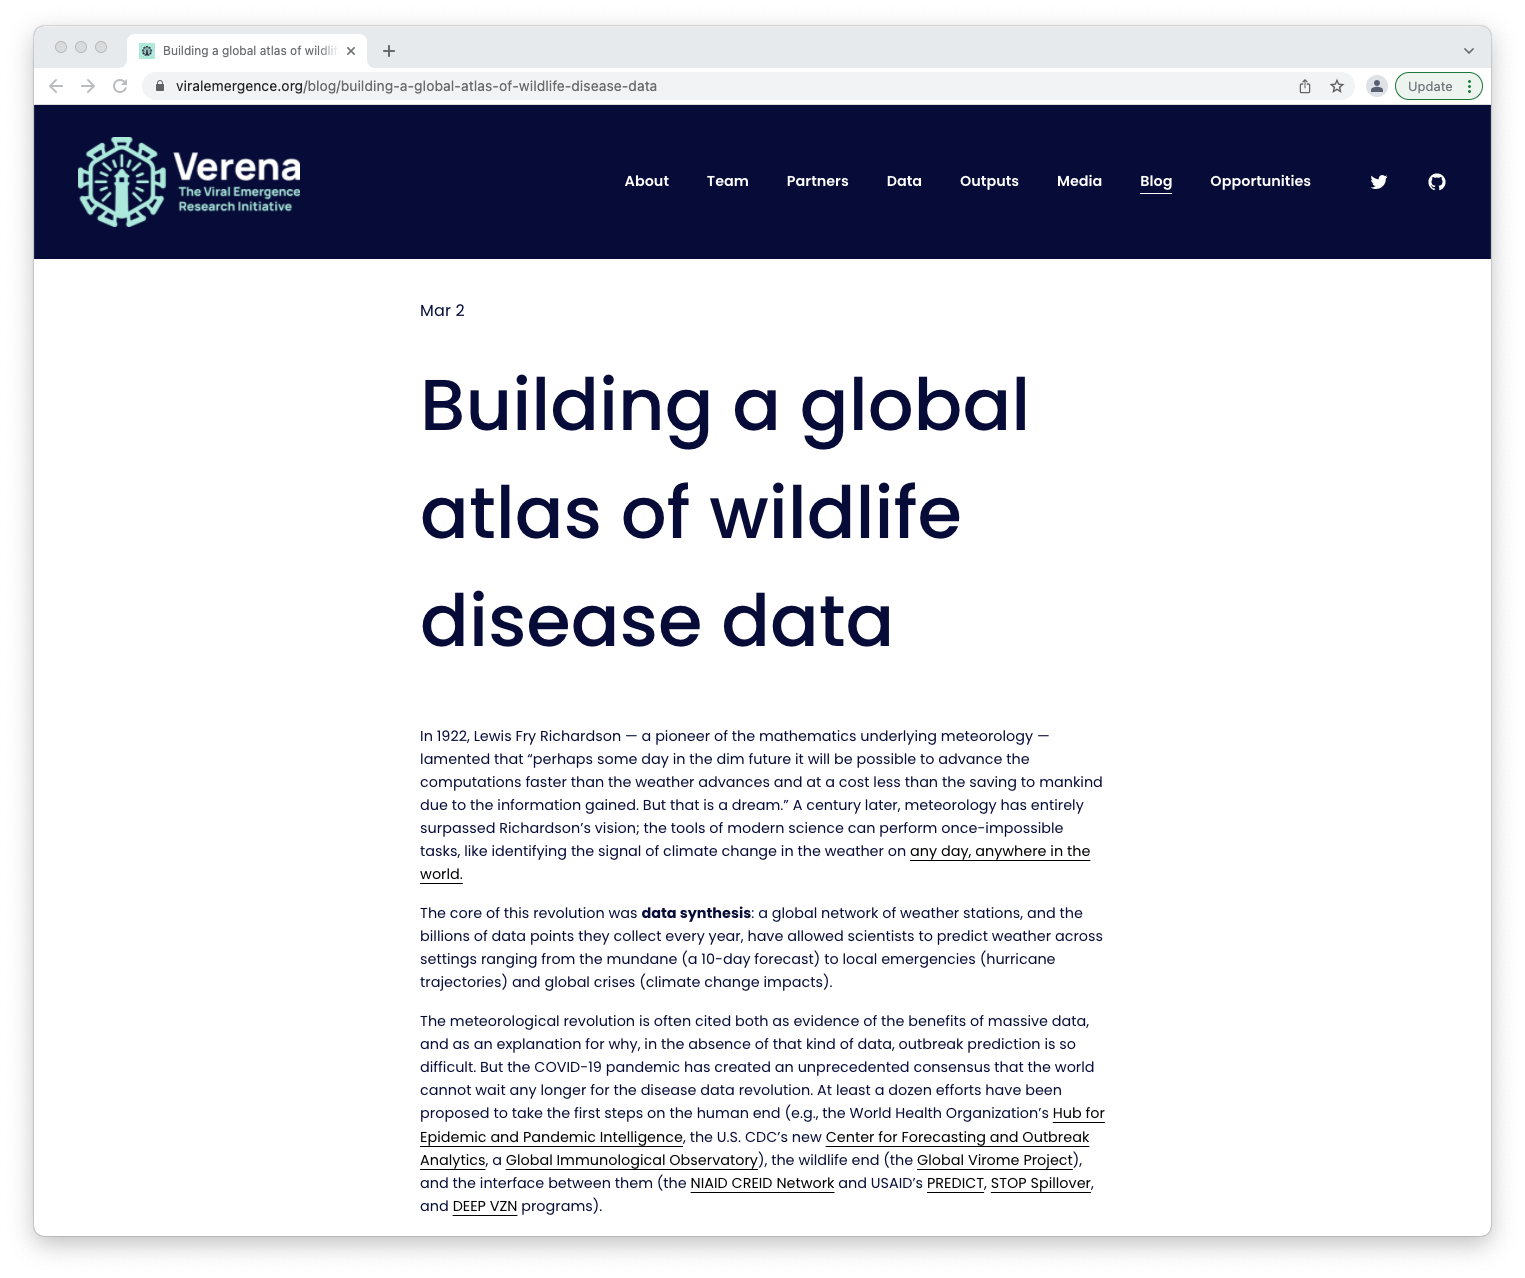 Building a global atlas of wildli
viralemergence.org/blog/building-a-global-atlas-of-wildlife-disease-data
Update
Verena
The Viral Emergence
Research Initiative
About
Team
Partners
Data
Outputs
Media
Blog
Opportunities
Mar 2
Building a global
atlas of wildlife
disease data
In 1922, Lewis Fry Richardson — a pioneer of the mathematics underlying meteorology —
lamented that “perhaps some day in the dim future it will be possible to advance the
computations faster than the weather advances and at a cost less than the saving to mankind
due to the information gained. But that is a dream.” A century later, meteorology has entirely
surpassed Richardson’s vision; the tools of modern science can perform once-impossible
tasks, like identifying the signal of climate change in the weather on any day, anywhere in the
world.
The core of this revolution was data synthesis: a global network of weather stations, and the
billions of data points they collect every year, have allowed scientists to predict weather across
settings ranging from the mundane (a 10-day forecast) to local emergencies (hurricane
trajectories) and global crises (climate change impacts).
The meteorological revolution is often cited both as evidence of the benefits of massive data,
and as an explanation for why, in the absence of that kind of data, outbreak prediction is so
difficult. But the COVID-19 pandemic has created an unprecedented consensus that the world
cannot wait any longer for the disease data revolution. At least a dozen efforts have been
proposed to take the first steps on the human end (e.g., the World Health Organization’s Hub for
Epidemic and Pandemic Intelligence, the U.S. CDC’s new Center for Forecasting and Outbreak
Analytics, a Global Immunological Observatory), the wildlife end (the Global Virome Project),
and the interface between them (the NIAID CREID Network and USAID’s PREDICT, STOP Spillover,
and DEEP VZN programs).